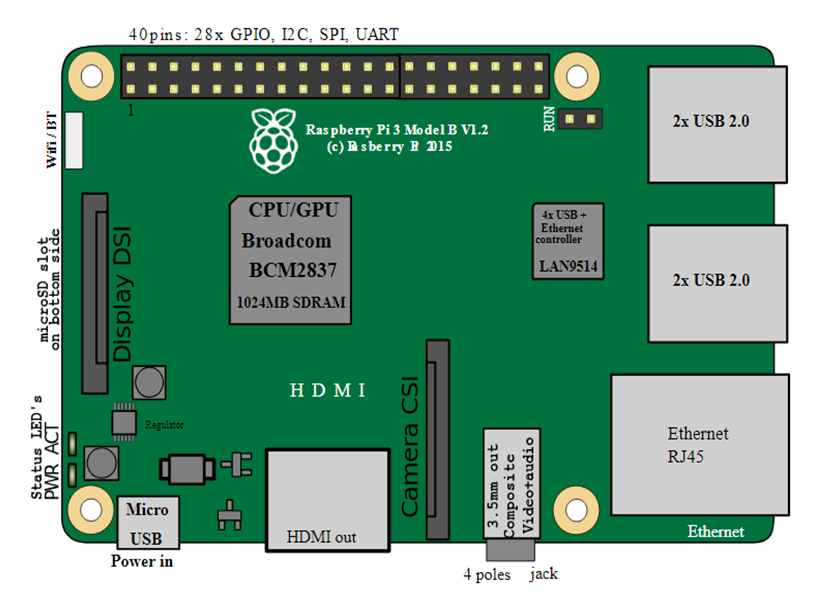 40pins: 28x GPIO, I2C, SPI, UART
1
RUN
2x USB 2.0
Raspberry Pi 3 Model B V1.2
(c) 2015
Wifi / BT
CPU/GPU
Broadcom
BCM2837
1024MB SDRAM
4x USB +
Ethernet
controller
LAN9514
2x USB 2.0
microSD slot
on bottom side
Display DSI
HDMI
Camera CSI
Status LED's
PWR ACT
Regulator
3.5mm out
Composite
Video+audio
Ethernet
RJ45
Micro
USB
Power in
HDMI out
Ethernet
4 poles jack